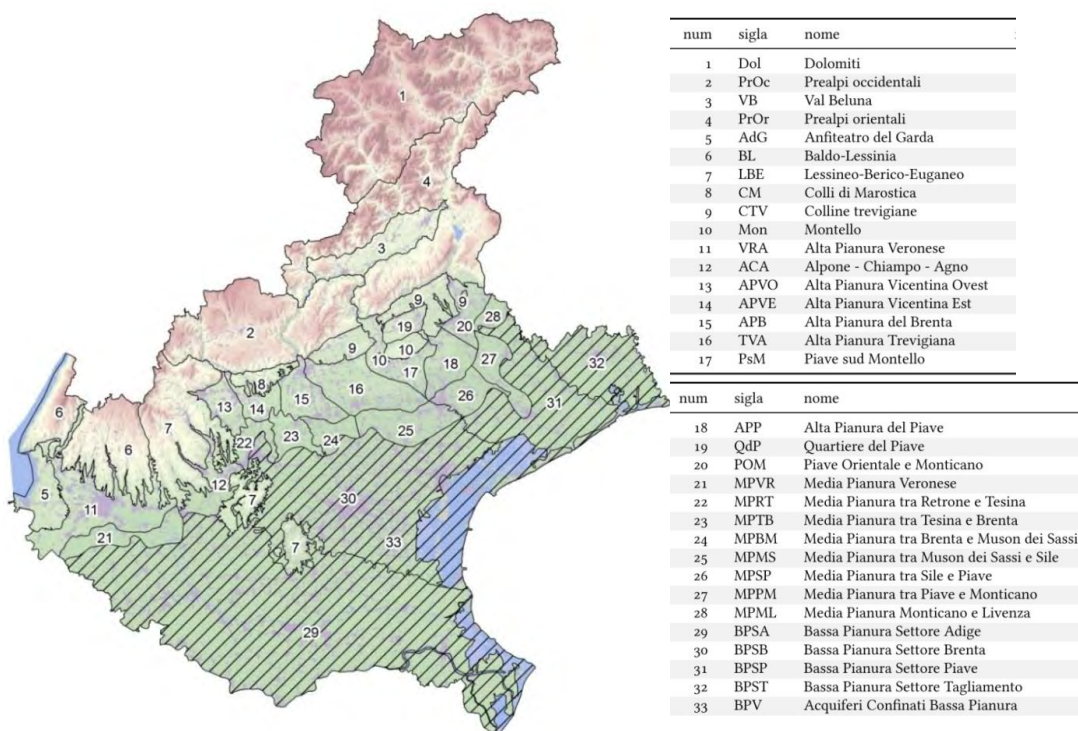 num sigla nome
1 Dol Dolomiti
2 PrOc Prealpi occidentali
3 VB Val Beluna
4 PrOr Prealpi orientali
5 AdG Anfiteatro del Garda
6 BL Baldo-Lessinia
7 LBE Lessineo-Berico-Euganeo
8 CM Colli di Marostica
9 CTV Colline trevigiane
10 Mon Montello
11 VRA Alta Pianura Veronese
12 ACA Alpone - Chiampo - Agno
13 APVO Alta Pianura Vicentina Ovest
14 APVE Alta Pianura Vicentina Est
15 APB Alta Pianura del Brenta
16 TVA Alta Pianura Trevigiana
17 PsM Piave sud Montello
num sigla nome
18 APP Alta Pianura del Piave
19 QdP Quartiere del Piave
20 POM Piave Orientale e Monticano
21 MPVR Media Pianura Veronese
22 MPRT Media Pianura tra Retrone e Tesina
23 MPTB Media Pianura tra Tesina e Brenta
24 MPBM Media Pianura tra Brenta e Muson dei Sassi
25 MPMS Media Pianura tra Muson dei Sassi e Sile
26 MPSP Media Pianura tra Sile e Piave
27 MPPM Media Pianura tra Piave e Monticano
28 MPML Media Pianura Monticano e Livenza
29 BPSA Bassa Pianura Settore Adige
30 BPSB Bassa Pianura Settore Brenta
31 BPSP Bassa Pianura Settore Piave
32 BPST Bassa Pianura Settore Tagliamento
33 BPV Acquiferi Confinati Bassa Pianura
1
4
3
9
9
28
19
20
2
32
9
10
10
18
27
17
8
16
26
31
6
13
15
14
7
25
23
24
22
6
12
5
7
30
11
21
33
7
29